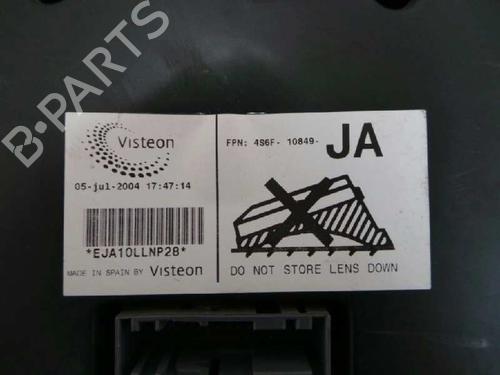 B-PARTS
Visteon
FPN: 4S6F- 10849- JA
05-jul-2004 17:47:14
*EJA10LLNP28*
MADE IN SPAIN BY Visteon
DO NOT STORE LENS DOWN